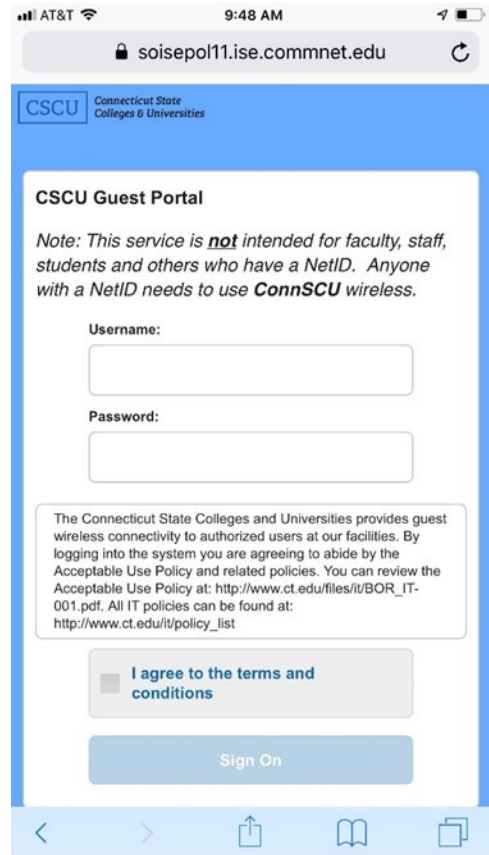 AT&T 9:48 AM
soisepol11.ise.commnet.edu
CSCU Connecticut State
Colleges & Universities
CSCU Guest Portal
Note: This service is not intended for faculty, staff,
students and others who have a NetID. Anyone
with a NetID needs to use ConnSCU wireless.
Username:
Password:
The Connecticut State Colleges and Universities provides guest
wireless connectivity to authorized users at our facilities. By
logging into the system you are agreeing to abide by the
Acceptable Use Policy and related policies. You can review the
Acceptable Use Policy at: http://www.ct.edu/files/it/BOR_IT-
001.pdf. All IT policies can be found at:
http://www.ct.edu/it/policy_list
I agree to the terms and
conditions
Sign On